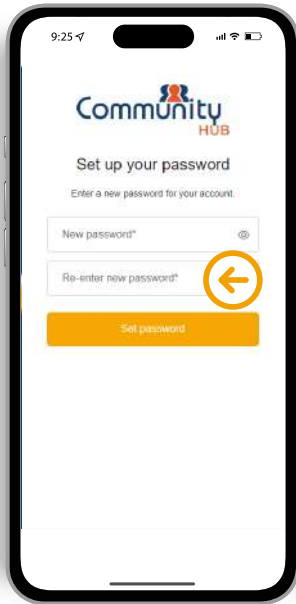 9:25
Community
HUB
Set up your password
Enter a new password for your account.
New password*
Re-enter new password*
Set password